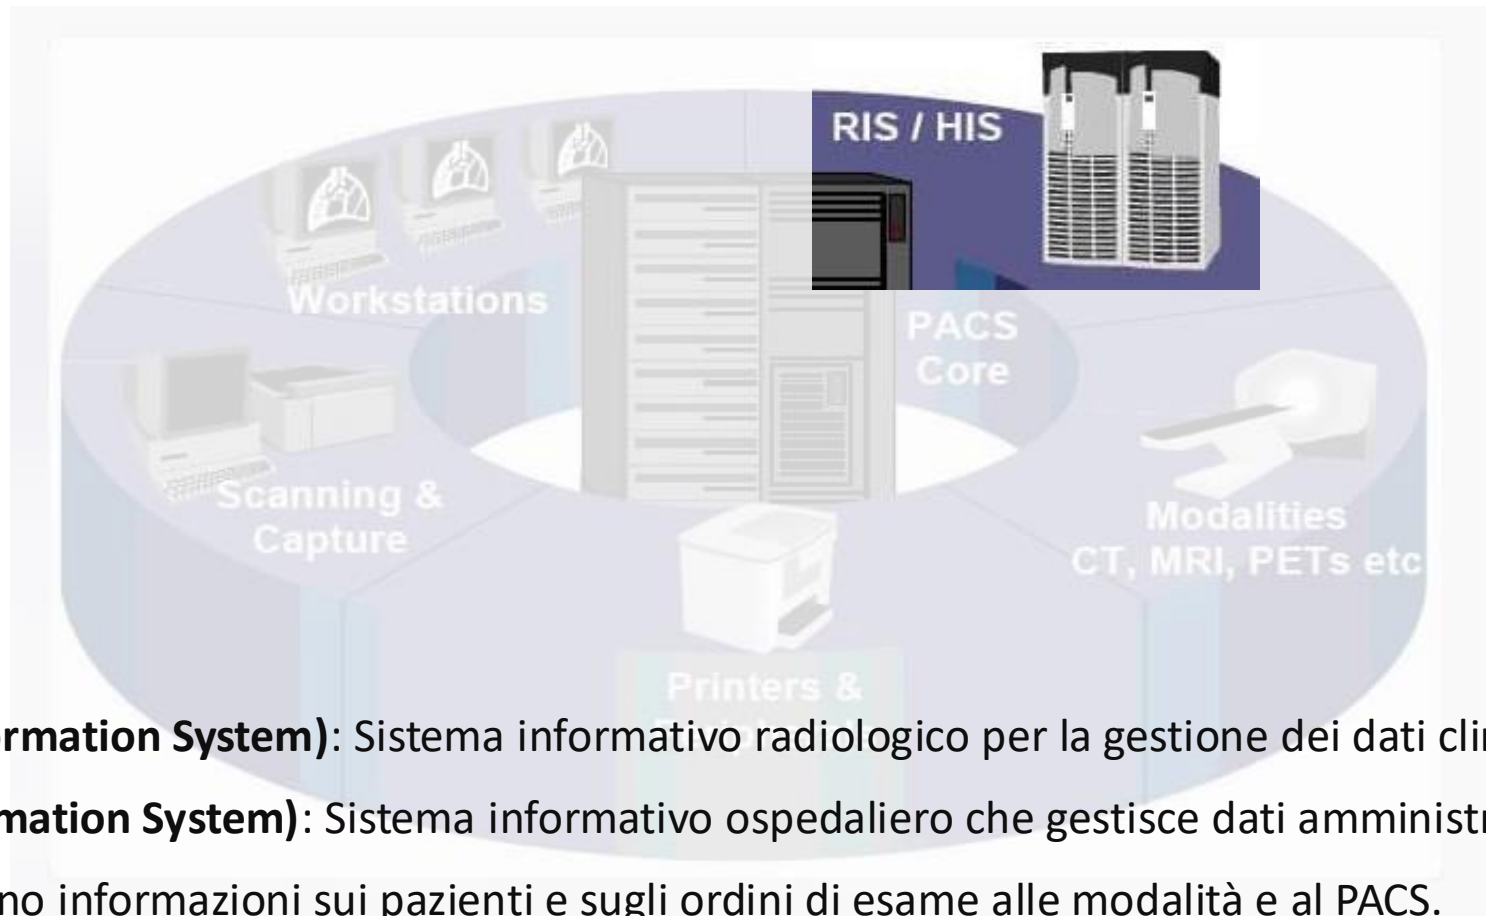 RIS / HIS
Workstations
PACS
Core
Scanning &
Capture
Modalities
CT, MRI, PETs etc
Printers &
rmation System): Sistema informativo radiologico per la gestione dei dati clin
mation System): Sistema informativo ospedaliero che gestisce dati amministr
no informazioni sui pazienti e sugli ordini di esame alle modalità e al PACS.